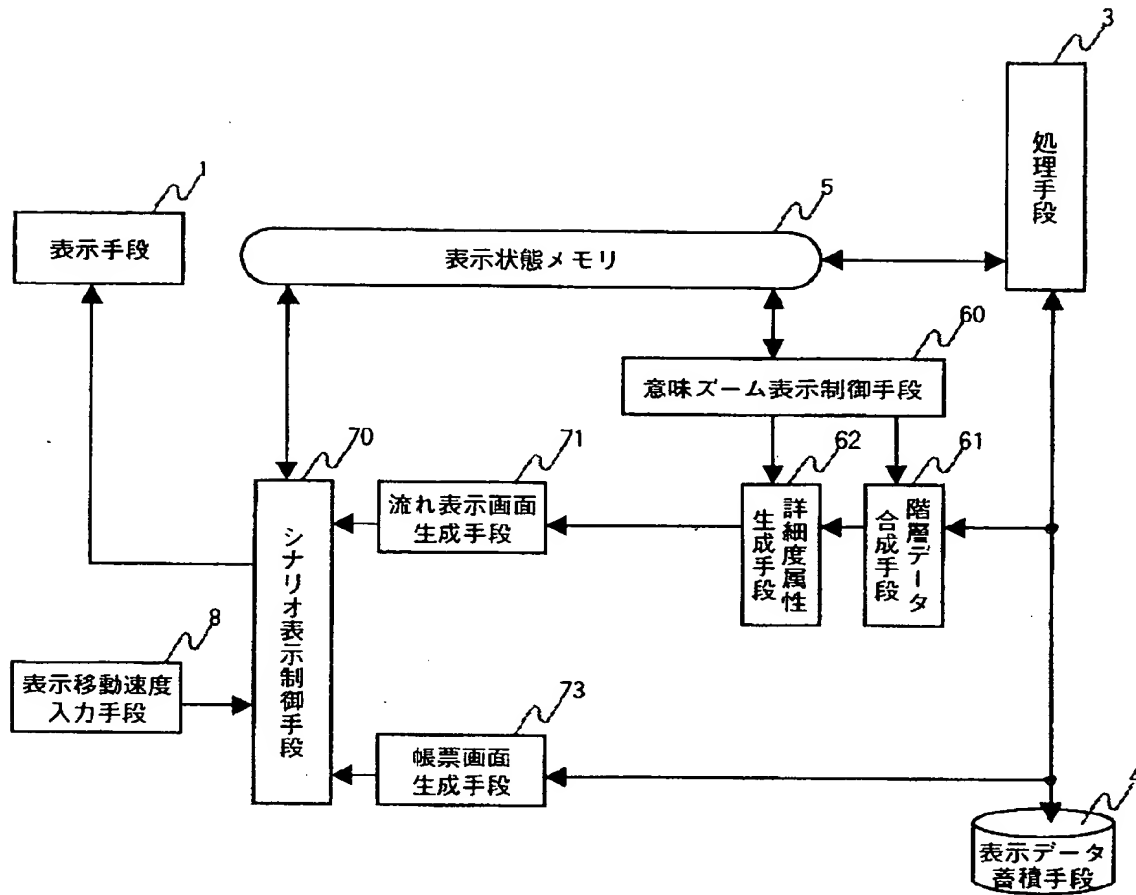 3
処理手段
1
表示手段
5
表示状態メモリ
60
意味ズーム表示制御手段
70
シナリオ表示制御手段
71
流れ表示画面
生成手段
62
詳細度属性
生成手段
61
階層データ
合成手段
8
表示移動速度
入力手段
73
帳票画面
生成手段
4
表示データ
蓄積手段